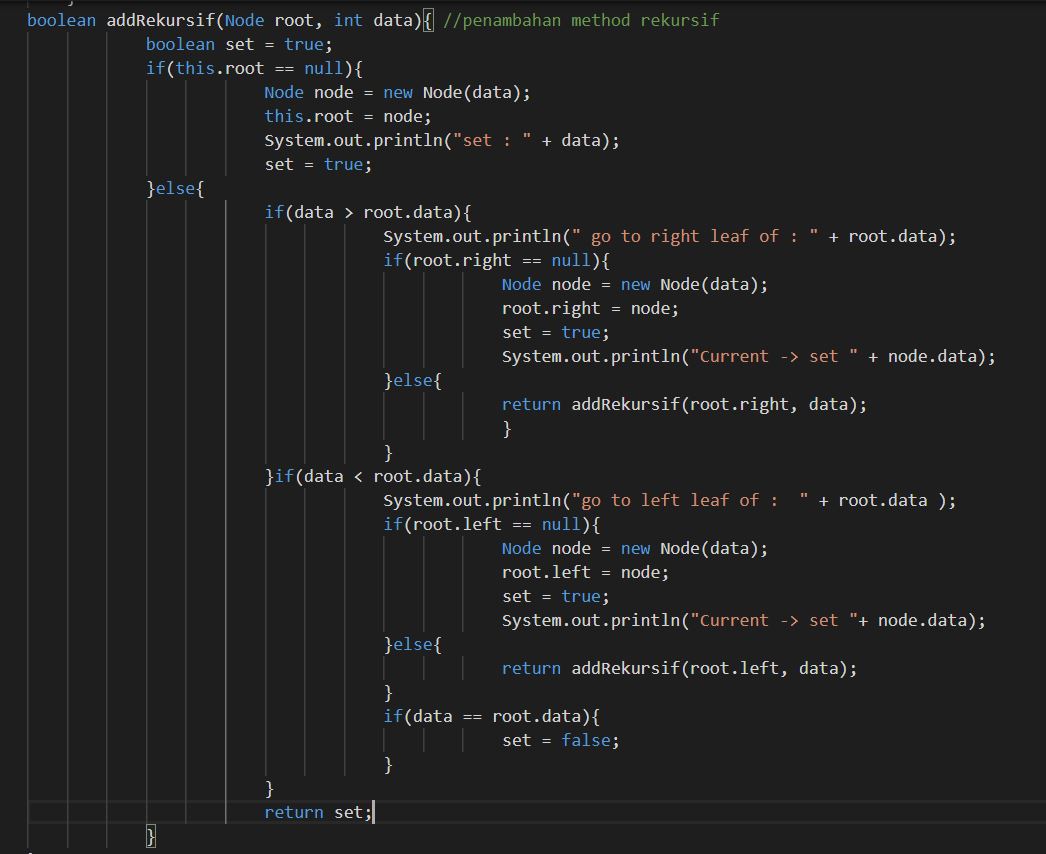 boolean addRekursif(Node root, int data){ //penambahan method rekursif
boolean set = true;
if(this.root == null){
Node node = new Node(data);
this.root = node;
System.out.println("set : " + data);
set = true;
}else{
if(data > root.data){
System.out.println(" go to right leaf of : " + root.data);
if(root.right == null){
Node node = new Node(data);
root.right = node;
set = true;
System.out.println("Current -> set " + node.data);
}else{
return addRekursif(root.right, data);
}
}
}if(data < root.data){
System.out.println("go to left leaf of :  " + root.data );
if(root.left == null){
Node node = new Node(data);
root.left = node;
set = true;
System.out.println("Current -> set "+ node.data);
}else{
return addRekursif(root.left, data);
}
if(data == root.data){
set = false;
}
}
return set;
}